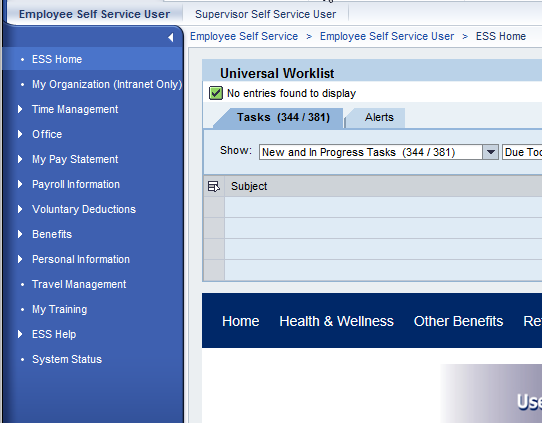 Employee Self Service User Supervisor Self Service User
Employee Self Service > Employee Self Service User > ESS Home
ESS Home
My Organization (Intranet Only)
Time Management
Office
My Pay Statement
Payroll Information
Voluntary Deductions
Benefits
Personal Information
Travel Management
My Training
ESS Help
System Status
Universal Worklist
No entries found to display
Tasks (344 / 381) Alerts
Show: New and In Progress Tasks (344 / 381) Due Toc
Subject
Home Health & Wellness Other Benefits Re
Use